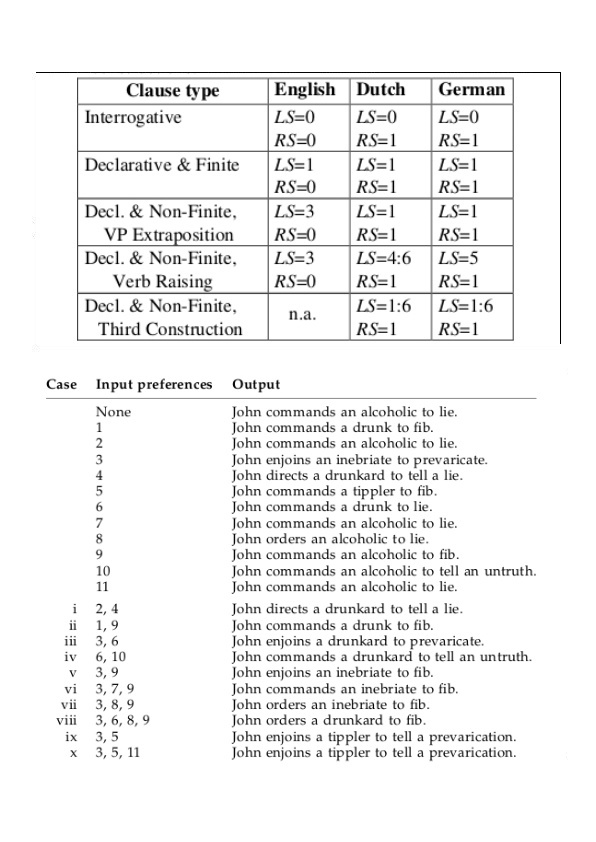 Clause type English Dutch German
Interrogative LS=0 LS=0 LS=0
RS=0 RS=1 RS=1
Declarative & Finite LS=1 LS=1 LS=1
RS=0 RS=1 RS=1
Decl. & Non-Finite, LS=3 LS=1 LS=1
VP Extraposition RS=0 RS=1 RS=1
Decl. & Non-Finite, LS=3 LS=4:6 LS=5
Verb Raising RS=0 RS=1 RS=1
Decl. & Non-Finite, n.a. LS=1:6 LS=1:6
Third Construction RS=1 RS=1
Case Input preferences Output
None John commands an alcoholic to lie.
1 John commands a drunk to fib.
2 John commands an alcoholic to lie.
3 John enjoins an inebriate to prevaricate.
4 John directs a drunkard to tell a lie.
5 John commands a tippler to fib.
6 John commands a drunk to lie.
7 John commands an alcoholic to lie.
8 John orders an alcoholic to lie.
9 John commands an alcoholic to fib.
10 John commands an alcoholic to tell an untruth.
11 John commands an alcoholic to lie.
i 2, 4 John directs a drunkard to tell a lie.
ii 1, 9 John commands a drunk to fib.
iii 3, 6 John enjoins a drunkard to prevaricate.
iv 6, 10 John commands a drunkard to tell an untruth.
v 3, 9 John enjoins an inebriate to fib.
vi 3, 7, 9 John commands an inebriate to fib.
vii 3, 8, 9 John orders an inebriate to fib.
viii 3, 6, 8, 9 John orders a drunkard to fib.
ix 3, 5 John enjoins a tippler to tell a prevarication.
x 3, 5, 11 John enjoins a tippler to tell a prevarication.